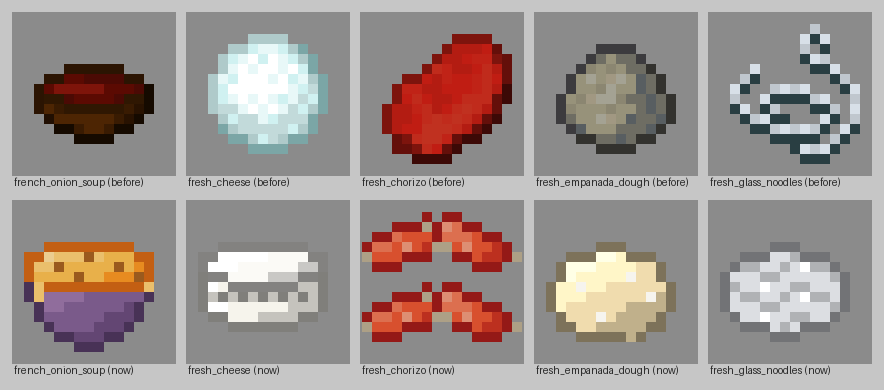 french_onion_soup (before)
fresh_cheese (before)
fresh_chorizo (before)
fresh_empanada_dough (before)
fresh_glass_noodles (before)
french_onion_soup (now)
fresh_cheese (now)
fresh_chorizo (now)
fresh_empanada_dough (now)
fresh_glass_noodles (now)